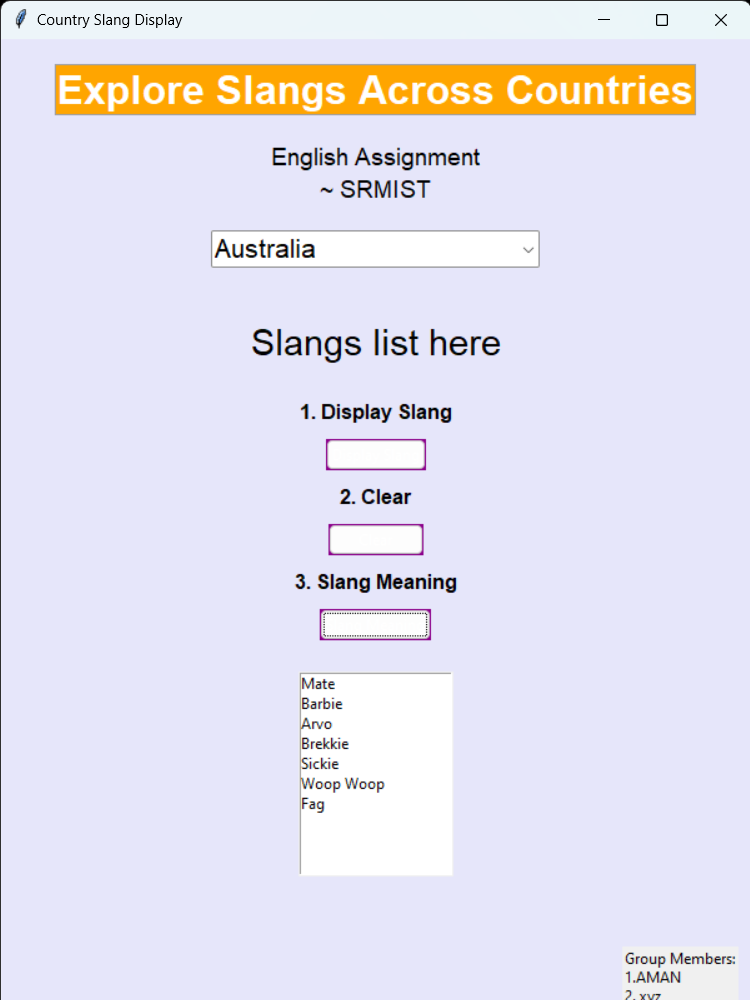 Country Slang Display
Explore Slangs Across Countries
English Assignment
~ SRMIST
Australia
Slangs list here
1. Display Slang
2. Clear
3. Slang Meaning
Mate
Barbie
Arvo
Brekkie
Sickie
Woop Woop
Fag
Group Members:
1.AMAN
2. xyz